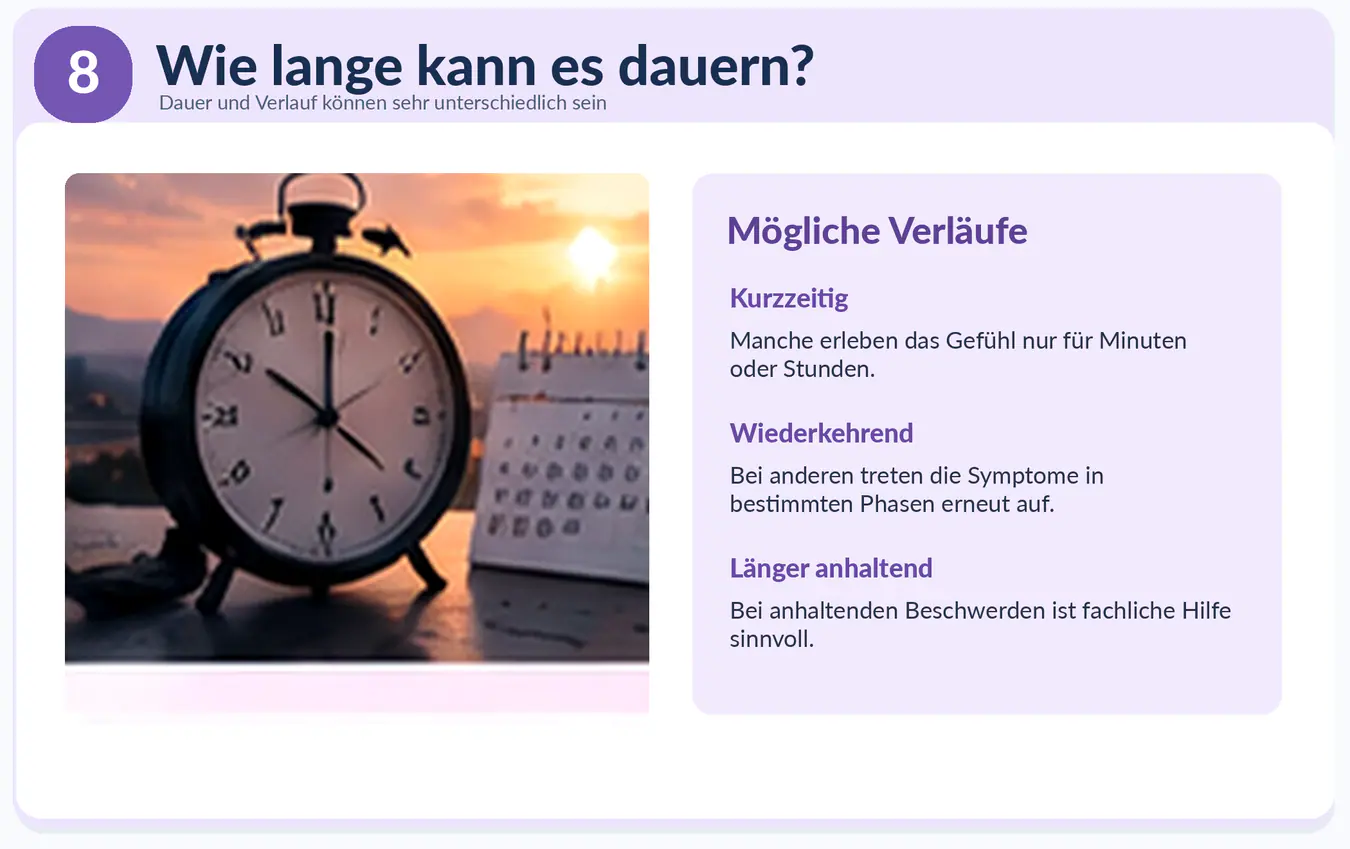 8
Wie lange kann es dauern?
Dauer und Verlauf können sehr unterschiedlich sein
Mögliche Verläufe
Kurzzeitig
Manche erleben das Gefühl nur für Minuten
oder Stunden.
Wiederkehrend
Bei anderen treten die Symptome in
bestimmten Phasen erneut auf.
Länger anhaltend
Bei anhaltenden Beschwerden ist fachliche Hilfe
sinnvoll.